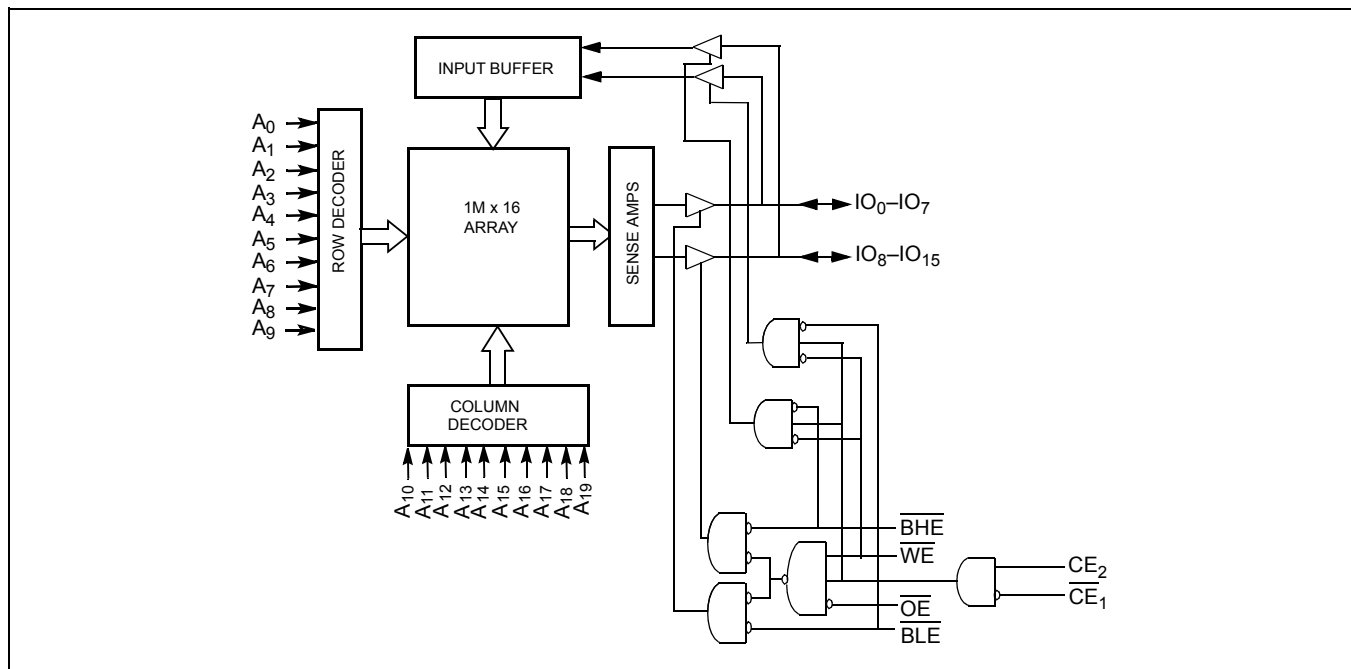 INPUT BUFFER
A0
A1
A2
A3
A4
A5
A6
A7
A8
A9
ROW DECODER
1M x 16
ARRAY
SENSE AMPS
IO0–IO7
IO8–IO15
COLUMN
DECODER
A10
A11
A12
A13
A14
A15
A16
A17
A18
A19
BHE
WE
OE
BLE
CE2
CE1